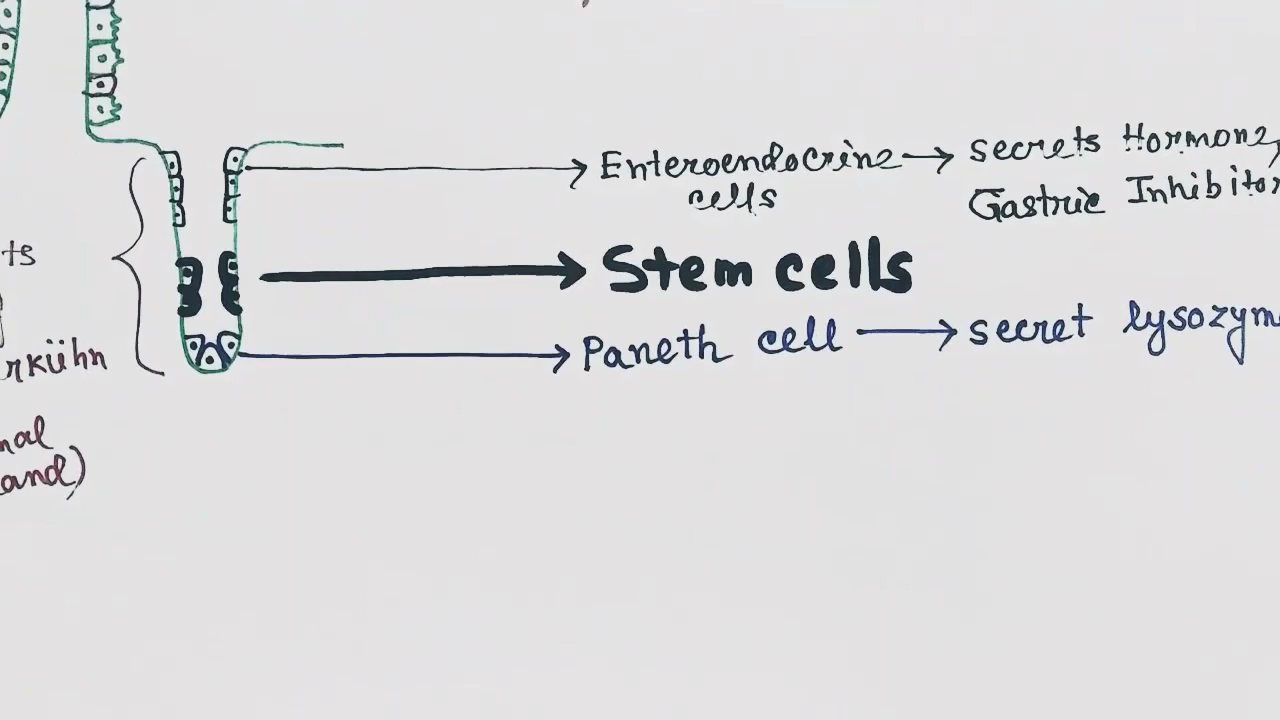 Enteroendocrine → secrets Hormone,
cells Gastric Inhibitor
ts
Stem cells
Paneth cell → secret lysozym
rkühn
nal
and)